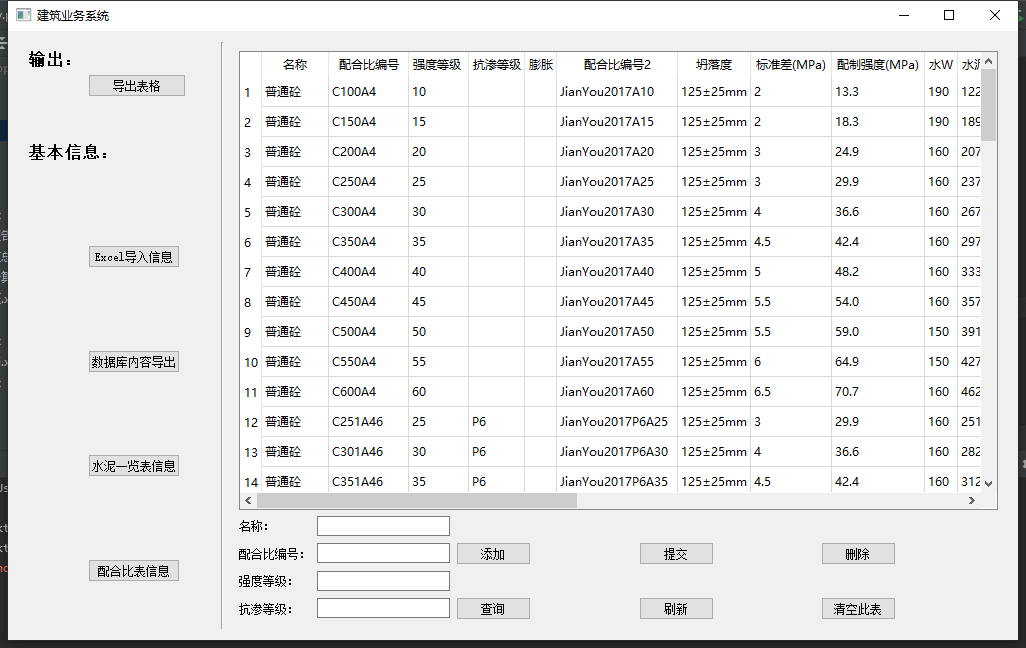 建筑业务系统
输出：
导出表格
基本信息：
Excel导入信息
数据库内容导出
水泥一览表信息
配合比表信息
名称 配合比编号 强度等级 抗渗等级 膨胀 配合比编号2 坍落度 标准差(MPa) 配制强度(MPa) 水W
1 普通砼 C100A4 10 JianYou2017A10 125±25mm 2 13.3 190 122
2 普通砼 C150A4 15 JianYou2017A15 125±25mm 2 18.3 190 189
3 普通砼 C200A4 20 JianYou2017A20 125±25mm 3 24.9 160 207
4 普通砼 C250A4 25 JianYou2017A25 125±25mm 3 29.9 160 237
5 普通砼 C300A4 30 JianYou2017A30 125±25mm 4 36.6 160 267
6 普通砼 C350A4 35 JianYou2017A35 125±25mm 4.5 42.4 160 297
7 普通砼 C400A4 40 JianYou2017A40 125±25mm 5 48.2 160 333
8 普通砼 C450A4 45 JianYou2017A45 125±25mm 5.5 54.0 160 357
9 普通砼 C500A4 50 JianYou2017A50 125±25mm 5.5 59.0 150 391
10 普通砼 C550A4 55 JianYou2017A55 125±25mm 6 64.9 150 427
11 普通砼 C600A4 60 JianYou2017A60 125±25mm 6.5 70.7 160 462
12 普通砼 C251A46 25 P6 JianYou2017P6A25 125±25mm 3 29.9 160 251
13 普通砼 C301A46 30 P6 JianYou2017P6A30 125±25mm 4 36.6 160 282
14 普通砼 C351A46 35 P6 JianYou2017P6A35 125±25mm 4.5 42.4 160 312
名称：
配合比编号： 添加 提交 删除
强度等级：
抗渗等级： 查询 刷新 清空此表